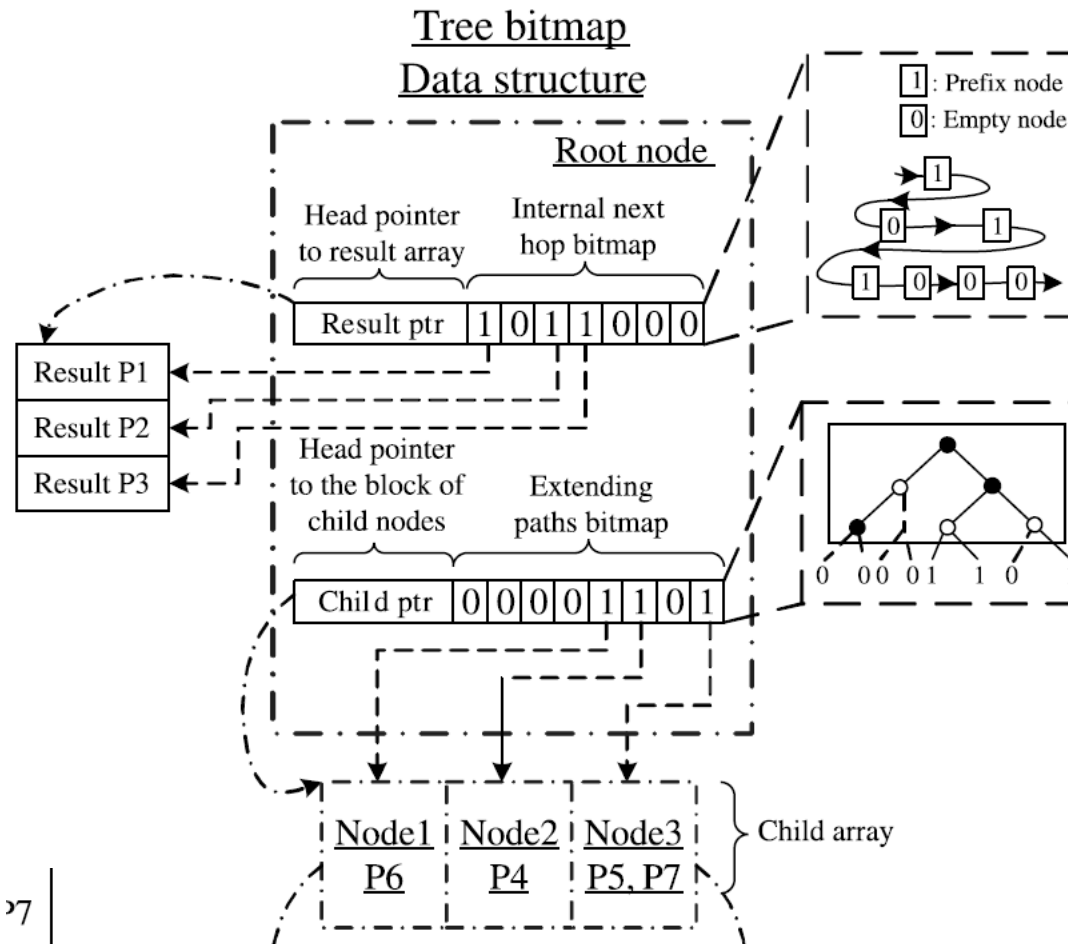 Tree bitmap
Data structure
1 : Prefix node
0 : Empty node
Root node
1
0 1
1 0 0 0
Head pointer
to result array
Internal next
hop bitmap
Result ptr 1 0 1 1 0 0 0
Result P1
Result P2
Result P3
Head pointer
to the block of
child nodes
Extending
paths bitmap
0 0 0 0 1 1 0
Child ptr 0 0 0 0 1 1 0 1
Node1 Node2 Node3
P6 P4 P5, P7
Child array
P7